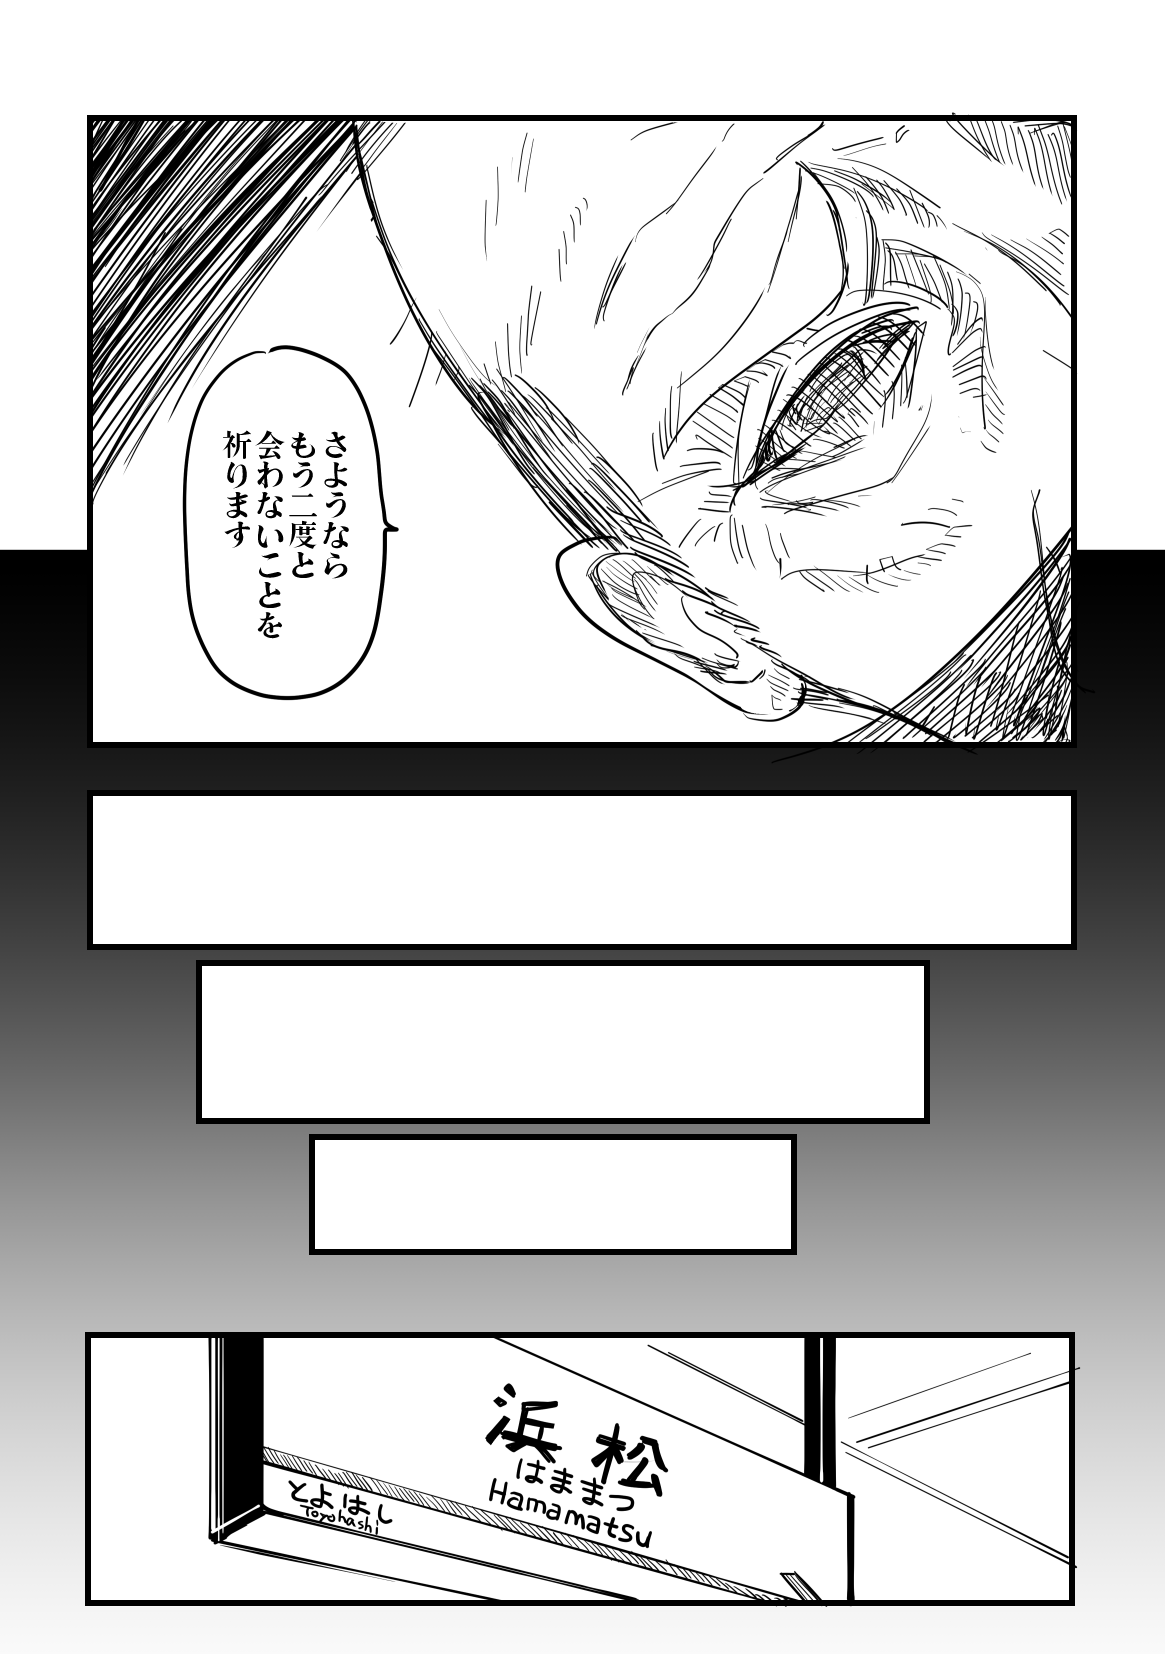 さようなら
もう二度と
会わないことを
祈ります
浜松
はままつ
Hamamatsu
とよはし
Toyohashi